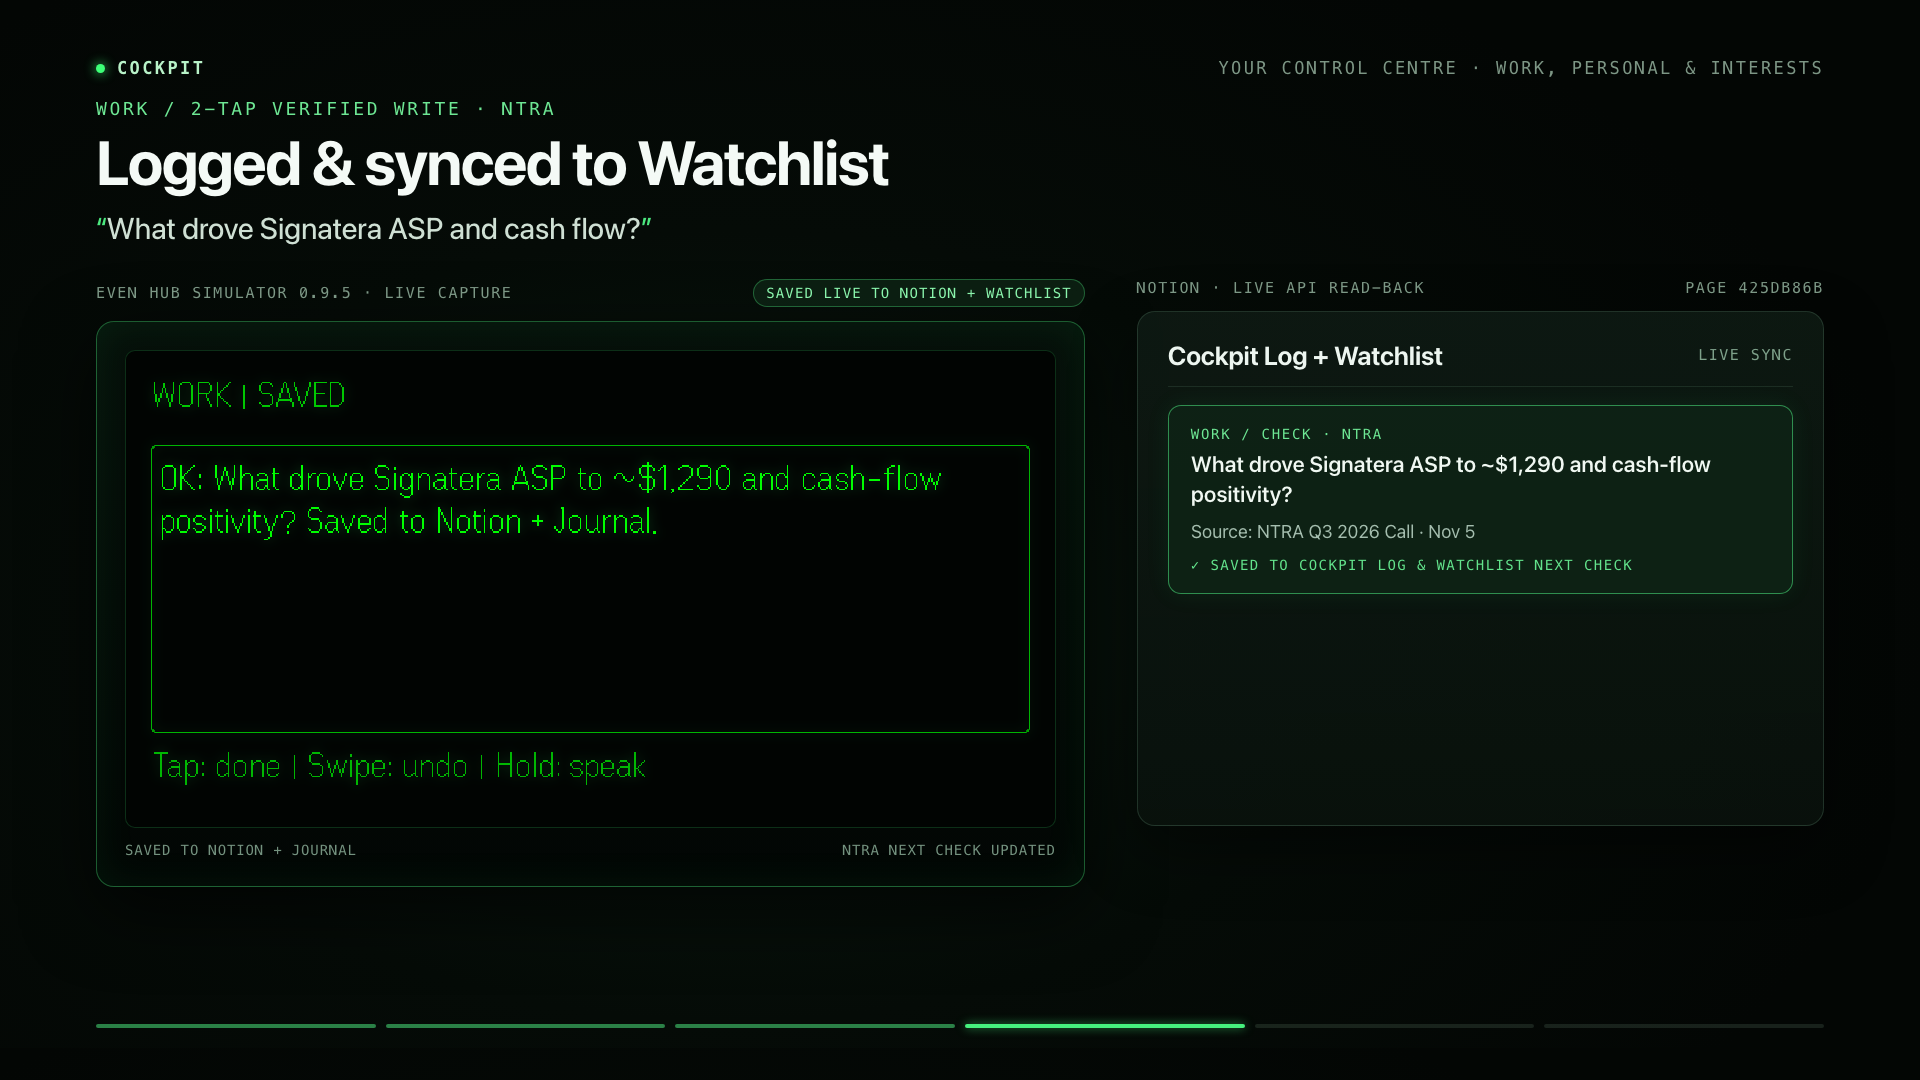 COCKPIT
YOUR CONTROL CENTRE · WORK, PERSONAL & INTERESTS
WORK / 2-TAP VERIFIED WRITE · NTRA
Logged & synced to Watchlist
“What drove Signatera ASP and cash flow?”
EVEN HUB SIMULATOR 0.9.5 · LIVE CAPTURE
SAVED LIVE TO NOTION + WATCHLIST
WORK | SAVED
OK: What drove Signatera ASP to ~$1,290 and cash-flow
positivity? Saved to Notion + Journal.
Tap: done | Swipe: undo | Hold: speak
SAVED TO NOTION + JOURNAL
NTRA NEXT CHECK UPDATED
NOTION · LIVE API READ-BACK
PAGE 425DB86B
Cockpit Log + Watchlist
LIVE SYNC
WORK / CHECK · NTRA
What drove Signatera ASP to ~$1,290 and cash-flow
positivity?
Source: NTRA Q3 2026 Call · Nov 5
✓ SAVED TO COCKPIT LOG & WATCHLIST NEXT CHECK